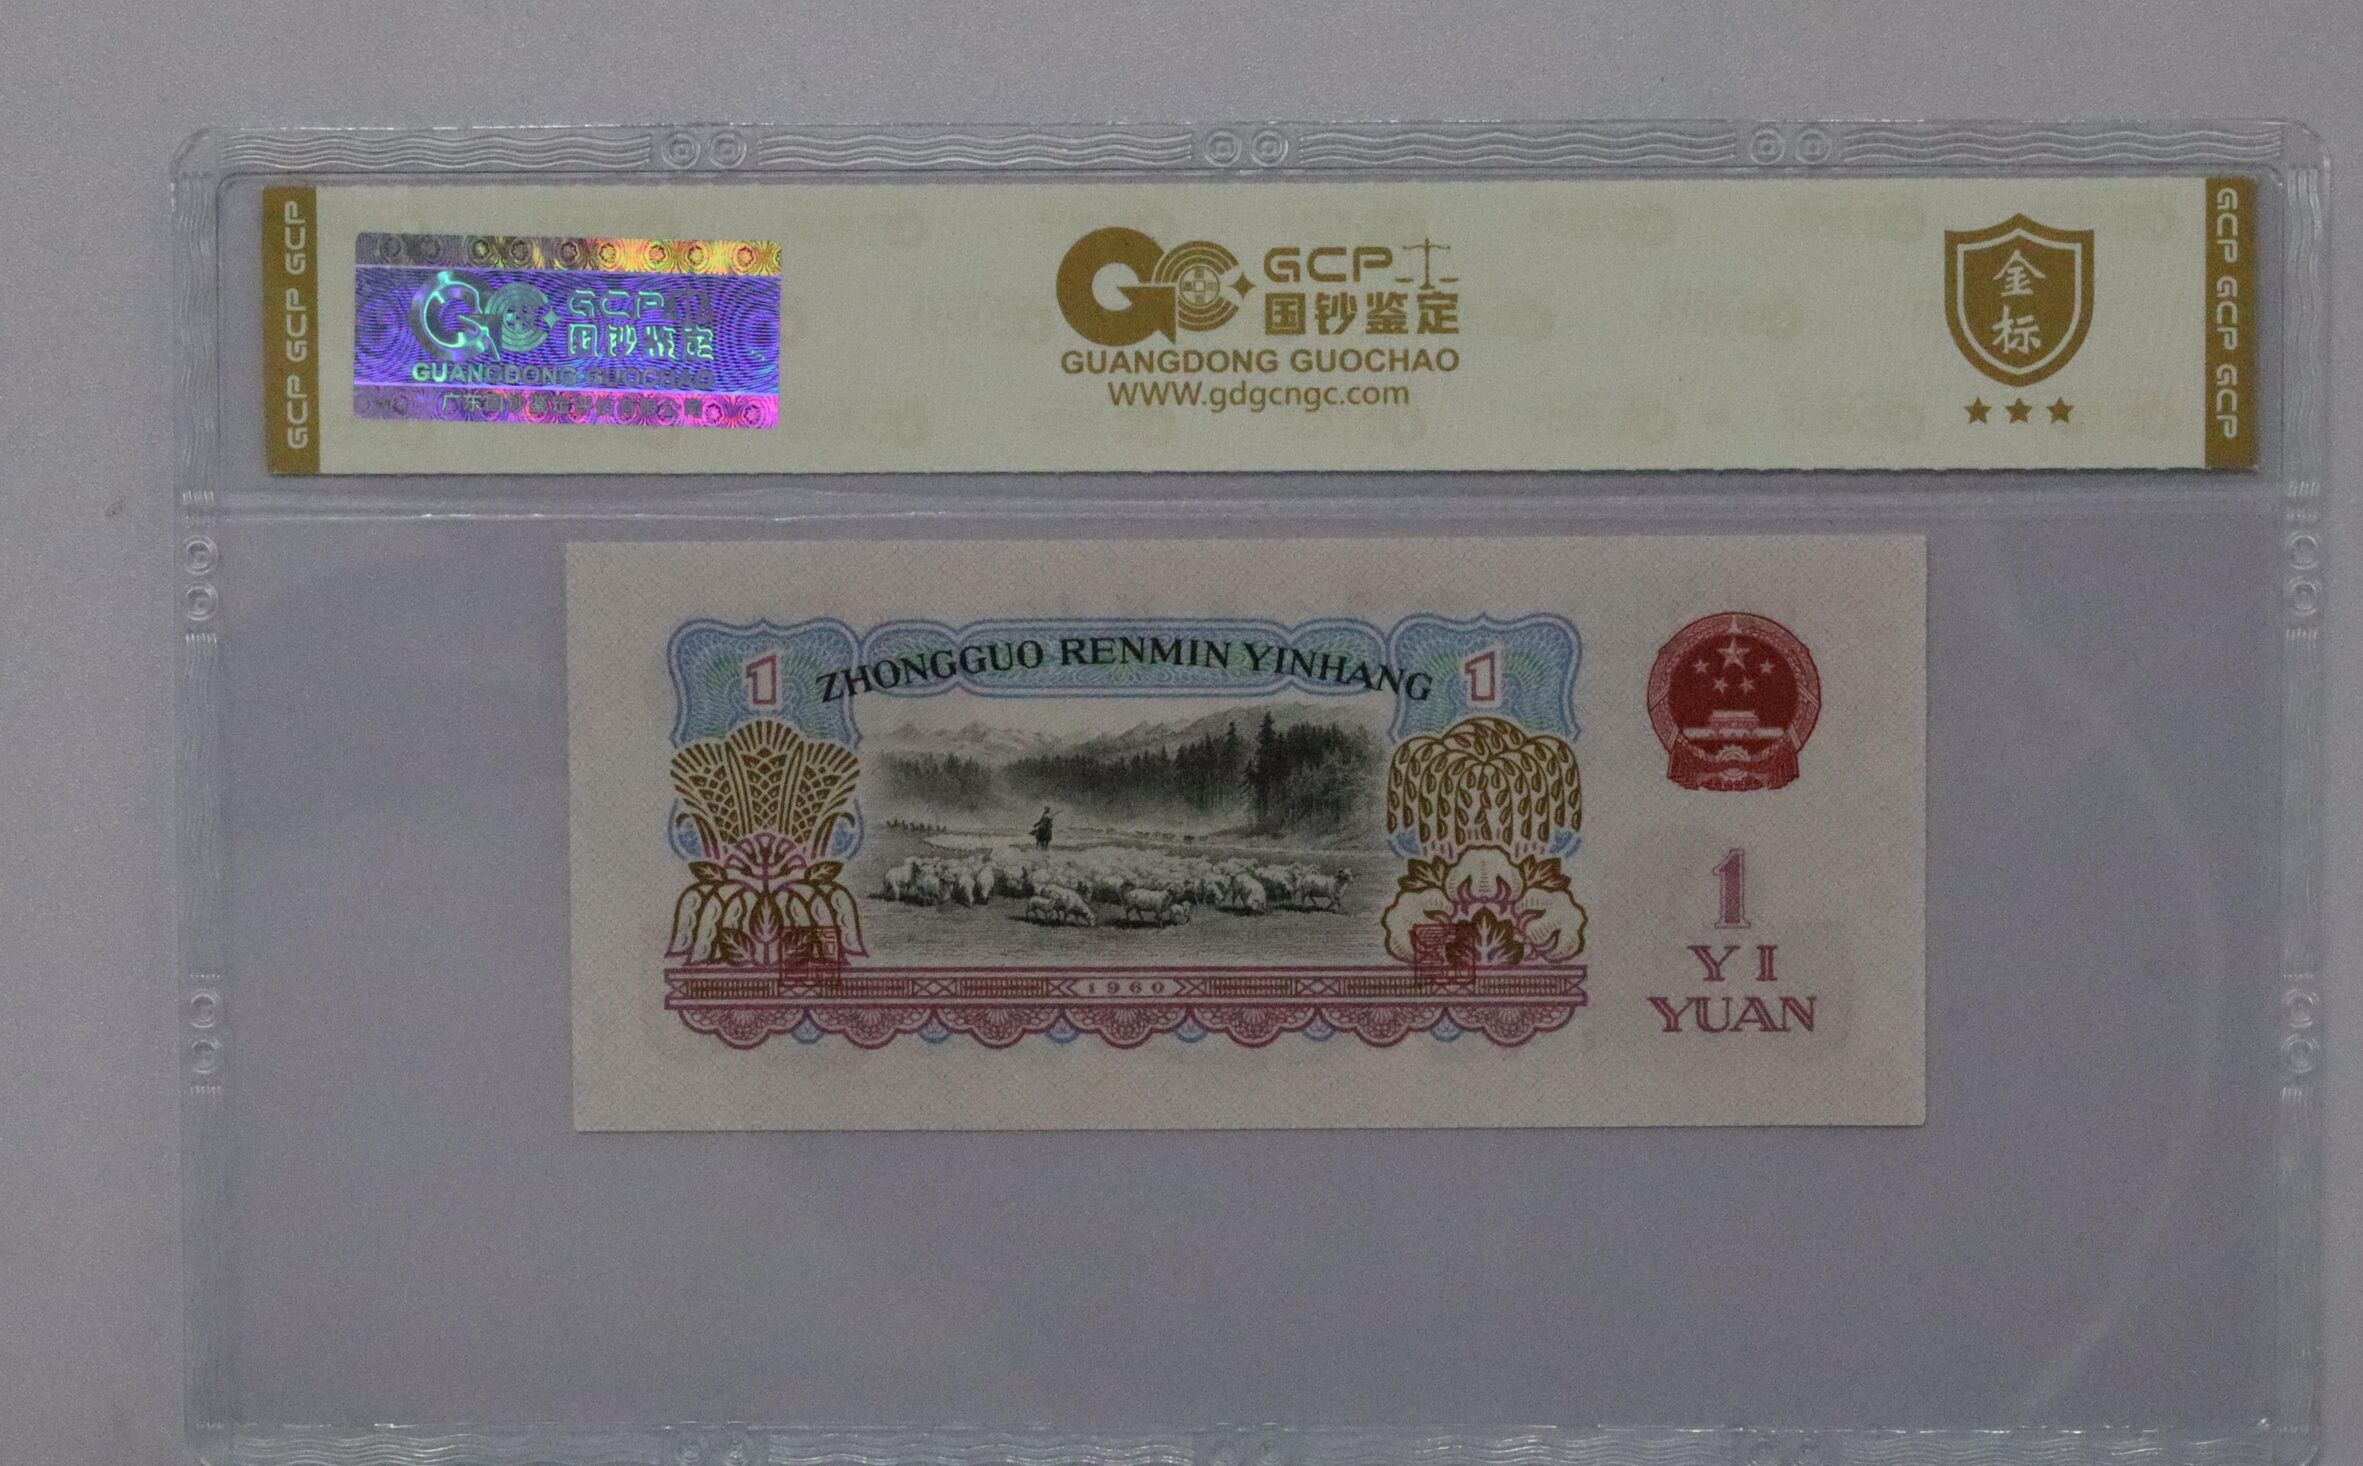 GCP GCP GCP
GCP
国钞鉴定
GUANGDONG GUOCHAO
GCP
国钞鉴定
GUANGDONG GUOCHAO
WWW.gdgcngc.com
金
标
GCP GCP GCP
1
ZHONGGUO RENMIN YINHANG
1
1960
1
YI
YUAN